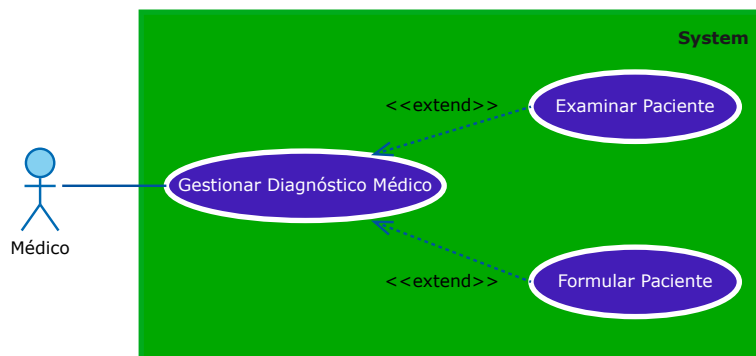 System
<<extend>>
Examinar Paciente
Gestionar Diagnóstico Médico
Médico
<<extend>>
Formular Paciente